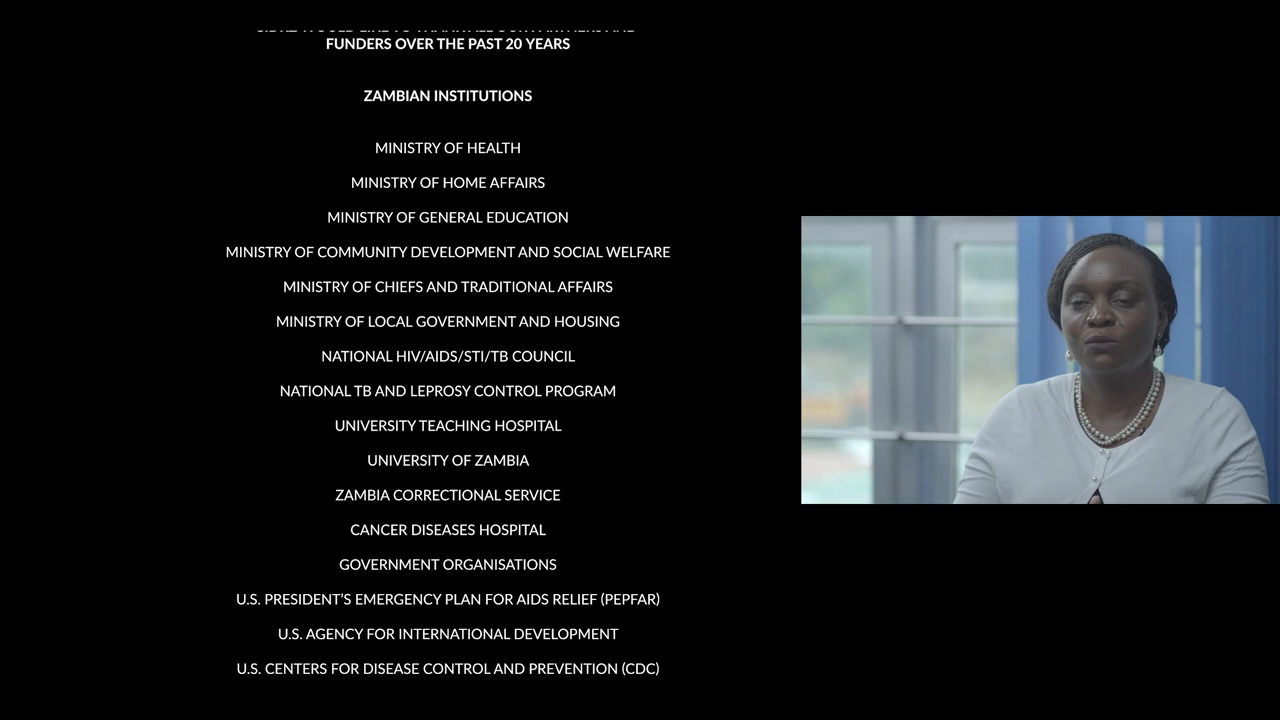 FUNDERS OVER THE PAST 20 YEARS
ZAMBIAN INSTITUTIONS
MINISTRY OF HEALTH
MINISTRY OF HOME AFFAIRS
MINISTRY OF GENERAL EDUCATION
MINISTRY OF COMMUNITY DEVELOPMENT AND SOCIAL WELFARE
MINISTRY OF CHIEFS AND TRADITIONAL AFFAIRS
MINISTRY OF LOCAL GOVERNMENT AND HOUSING
NATIONAL HIV/AIDS/STI/TB COUNCIL
NATIONAL TB AND LEPROSY CONTROL PROGRAM
UNIVERSITY TEACHING HOSPITAL
UNIVERSITY OF ZAMBIA
ZAMBIA CORRECTIONAL SERVICE
CANCER DISEASES HOSPITAL
GOVERNMENT ORGANISATIONS
U.S. PRESIDENT’S EMERGENCY PLAN FOR AIDS RELIEF (PEPFAR)
U.S. AGENCY FOR INTERNATIONAL DEVELOPMENT
U.S. CENTERS FOR DISEASE CONTROL AND PREVENTION (CDC)